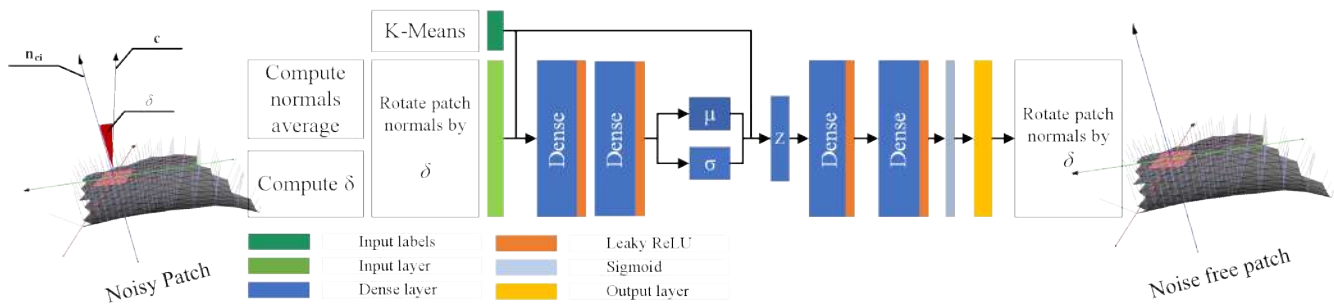 n_ci
c
δ
Noisy Patch
K-Means
Compute
normals
average
Compute δ
Rotate patch
normals by
δ
Dense
Dense
μ
σ
z
Dense
Dense
Rotate patch
normals by
δ
Noise free patch
Input labels
Input layer
Dense layer
Leaky ReLU
Sigmoid
Output layer